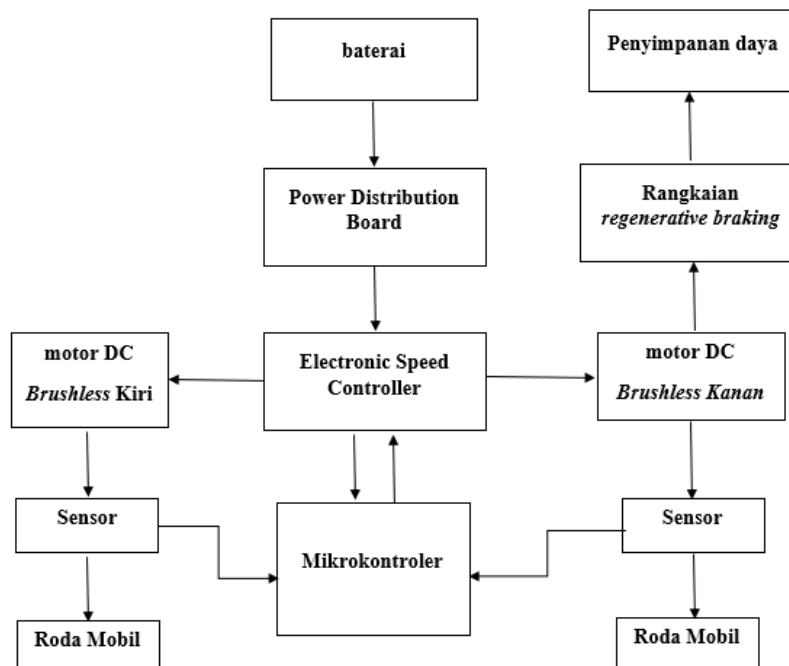 baterai
Penyimpanan daya
Power Distribution
Board
Rangkaian
regenerative braking
motor DC
Brushless Kiri
Electronic Speed
Controller
motor DC
Brushless Kanan
Sensor
Mikrokontroler
Sensor
Roda Mobil
Roda Mobil